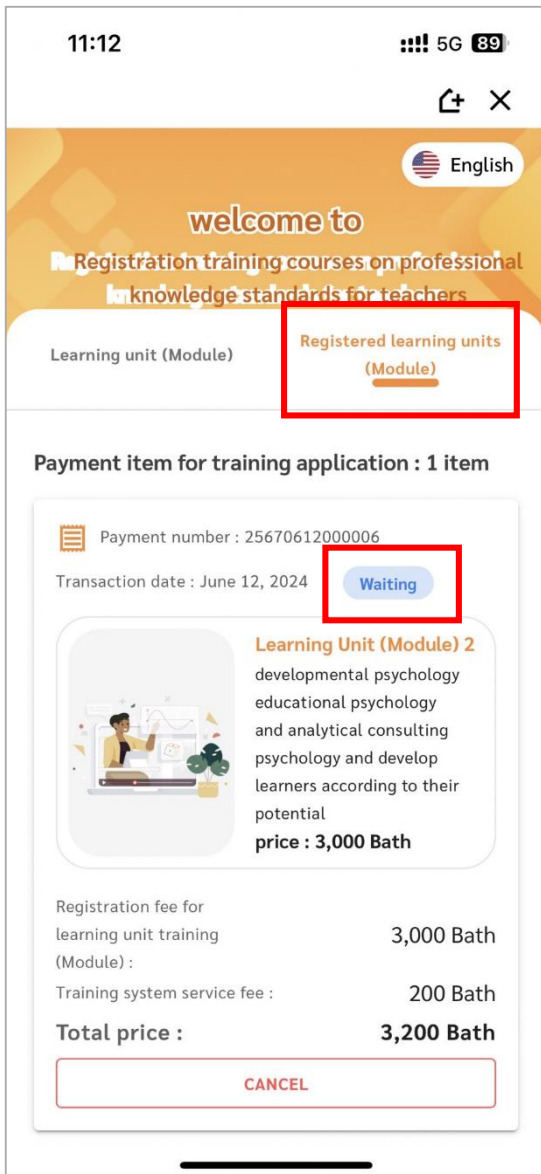 11:12
5G 89
English
welcome to
Registration training courses on professional
knowledge standards for teachers
Learning unit (Module)
Registered learning units
(Module)
Payment item for training application : 1 item
Payment number : 25670612000006
Transaction date : June 12, 2024
Waiting
Learning Unit (Module) 2
developmental psychology
educational psychology
and analytical consulting
psychology and develop
learners according to their
potential
price : 3,000 Bath
Registration fee for
learning unit training
(Module) :
3,000 Bath
Training system service fee :
200 Bath
Total price :
3,200 Bath
CANCEL